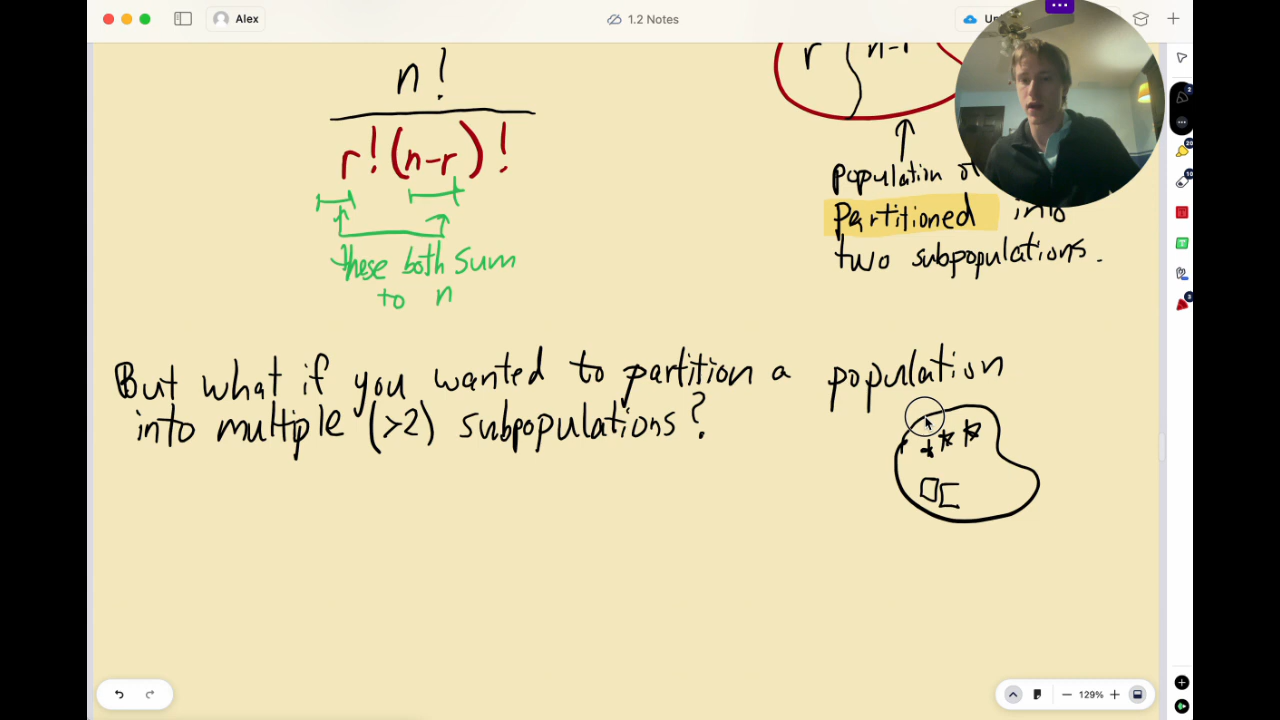 Alex
1.2 Notes
n!
r!(n-r)!
these both sum
to n
r
n-r
population
Partitioned into
two subpopulations.
But what if you wanted to partition a population
into multiple (>2) subpopulations?
129%